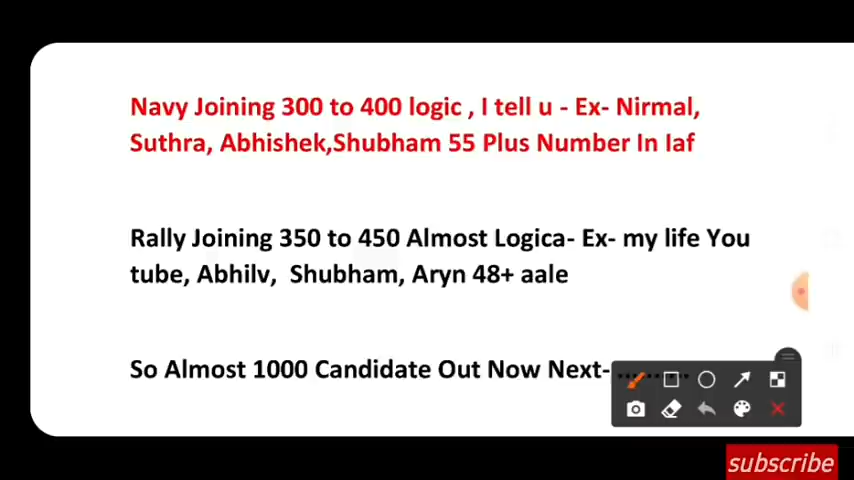 Navy Joining 300 to 400 logic , I tell u - Ex- Nirmal,
Suthra, Abhishek,Shubham 55 Plus Number In Iaf
Rally Joining 350 to 450 Almost Logica- Ex- my life You
tube, Abhilv, Shubham, Aryn 48+ aale
So Almost 1000 Candidate Out Now Next-..........
subscribe